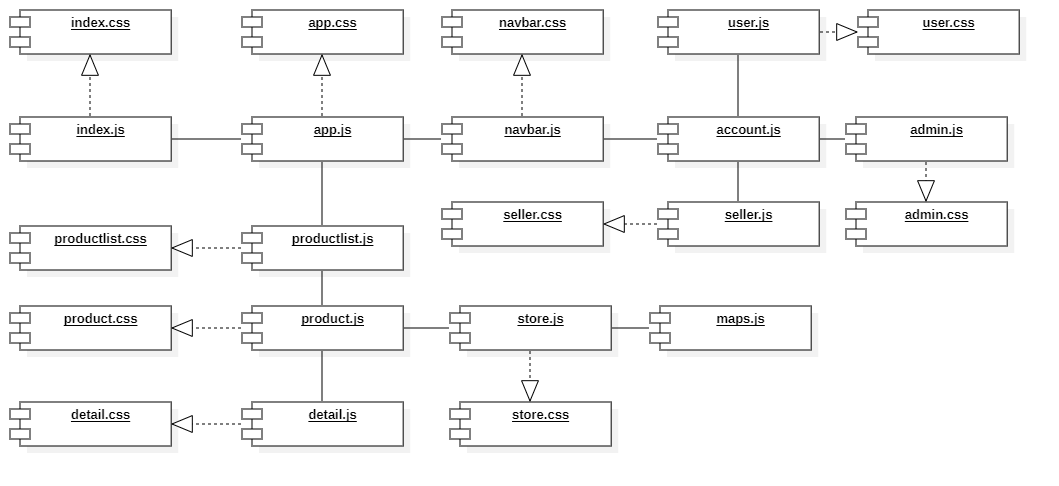 index.css
app.css
navbar.css
user.js
user.css
index.js
app.js
navbar.js
account.js
admin.js
seller.css
seller.js
admin.css
productlist.css
productlist.js
product.css
product.js
store.js
maps.js
detail.css
detail.js
store.css